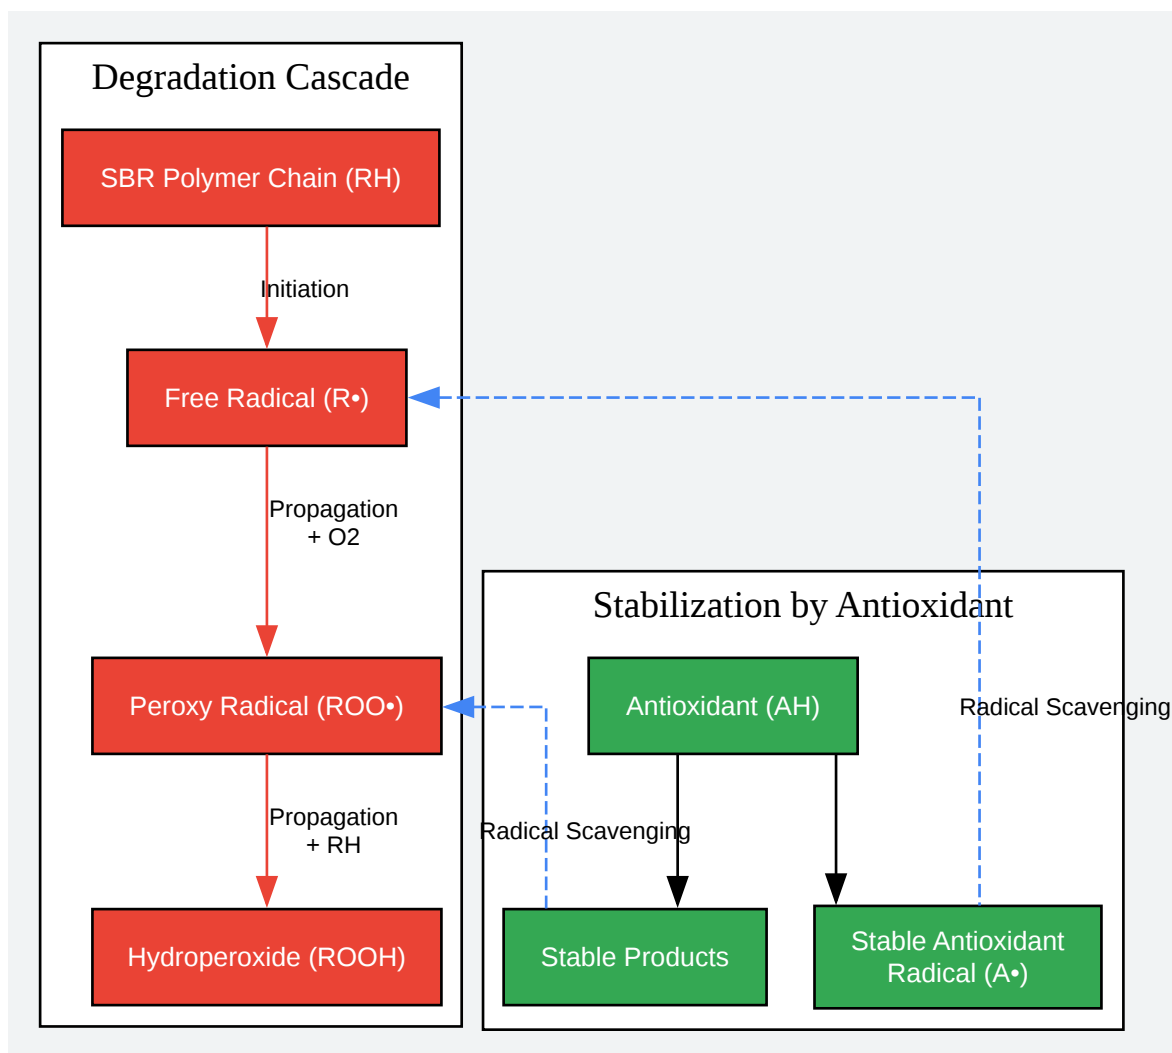 Degradation Cascade
SBR Polymer Chain (RH)
Initiation
Free Radical (R•)
Propagation
+ O2
Peroxy Radical (ROO•)
Propagation
+ RH
Hydroperoxide (ROOH)
Stabilization by Antioxidant
Antioxidant (AH)
Radical Scavenging
Radical Scavenging
Stable Products
Stable Antioxidant
Radical (A•)